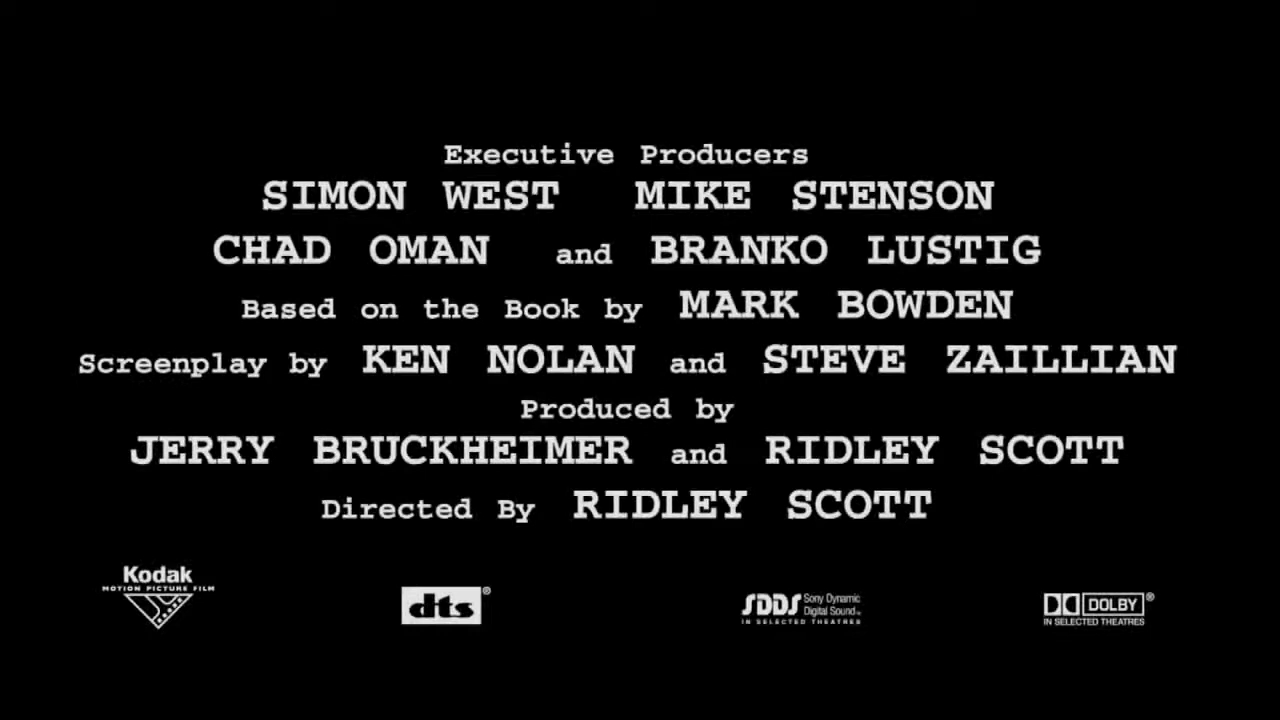 Executive Producers
SIMON WEST MIKE STENSON
CHAD OMAN and BRANKO LUSTIG
Based on the Book by MARK BOWDEN
Screenplay by KEN NOLAN and STEVE ZAILLIAN
Produced by
JERRY BRUCKHEIMER and RIDLEY SCOTT
Directed By RIDLEY SCOTT
Kodak
MOTION PICTURE FILM
dts®
SDDS Sony Dynamic
Digital Sound™
IN SELECTED THEATRES
DOLBY®
IN SELECTED THEATRES